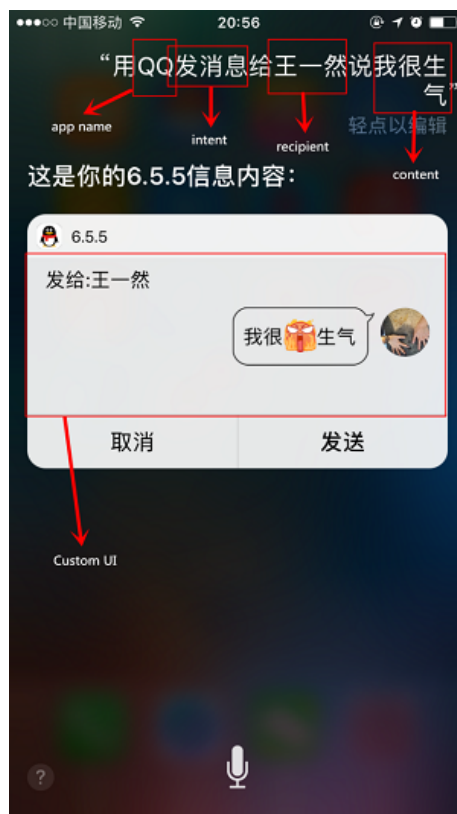 中国移动 20:56
“用QQ发消息给王一然说我很生
气”
轻点以编辑
app name
intent
recipient
content
这是你的6.5.5信息内容：
6.5.5
发给:王一然
我很生气
取消 发送
Custom UI
?